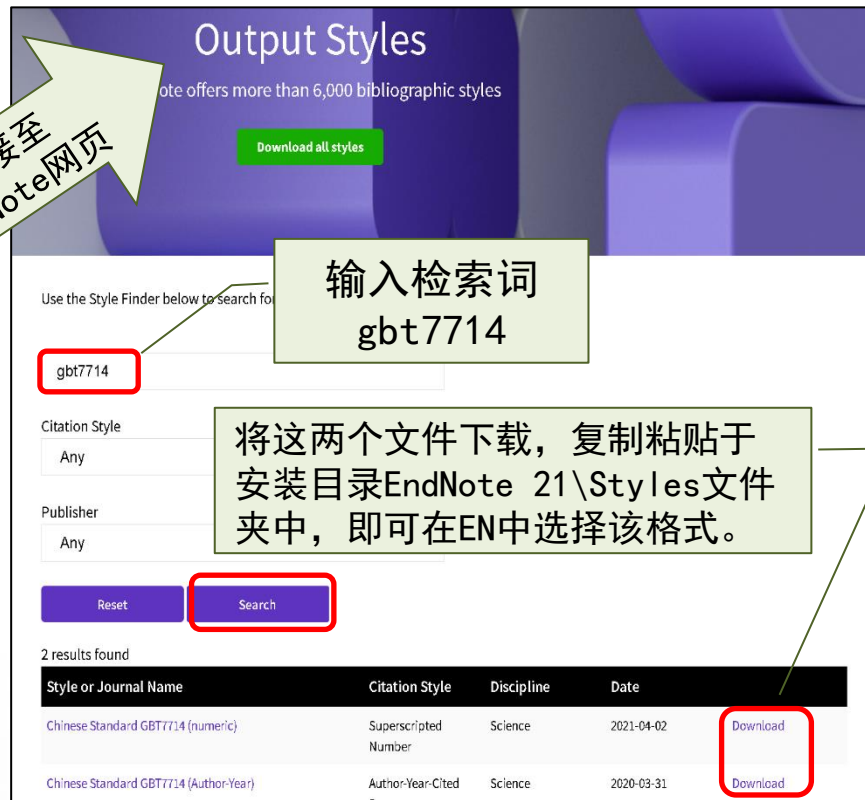 Output Styles
ote offers more than 6,000 bibliographic styles
Download all styles
接至
ote网页
Use the Style Finder below to search for
输入检索词
gbt7714
gbt7714
Citation Style
Any
将这两个文件下载，复制粘贴于
安装目录EndNote 21\Styles文件
夹中，即可在EN中选择该格式。
Publisher
Any
Reset
Search
2 results found
Style or Journal Name Citation Style Discipline Date
Chinese Standard GBT7714 (numeric) Superscripted Science 2021-04-02 Download
Number
Chinese Standard GBT7714 (Author-Year) Author-Year-Cited Science 2020-03-31 Download